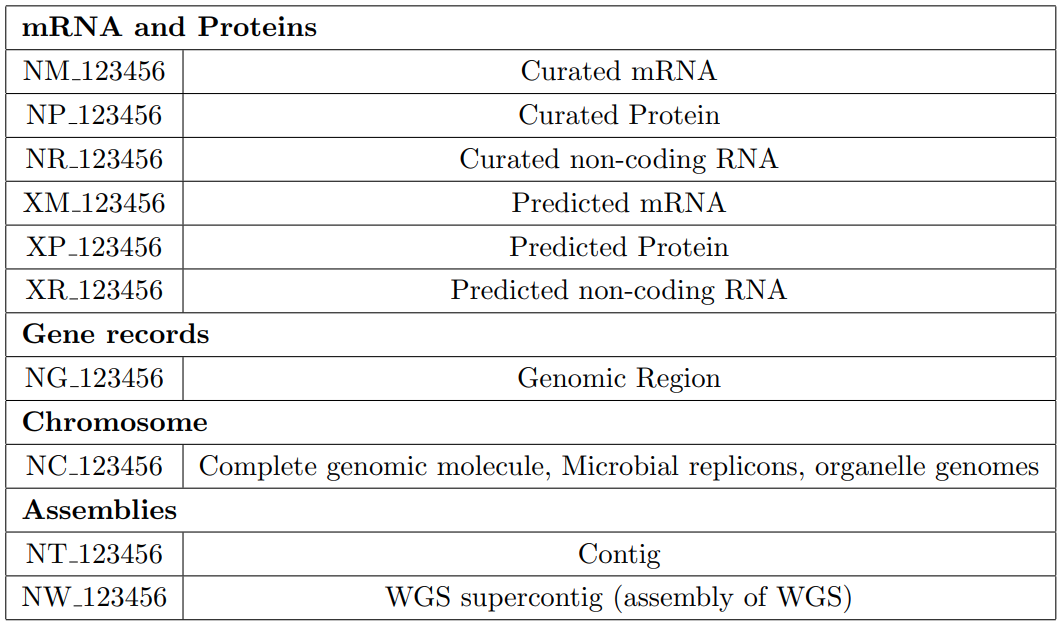 mRNA and Proteins
NM_123456 Curated mRNA
NP_123456 Curated Protein
NR_123456 Curated non-coding RNA
XM_123456 Predicted mRNA
XP_123456 Predicted Protein
XR_123456 Predicted non-coding RNA
Gene records
NG_123456 Genomic Region
Chromosome
NC_123456 Complete genomic molecule, Microbial replicons, organelle genomes
Assemblies
NT_123456 Contig
NW_123456 WGS supercontig (assembly of WGS)